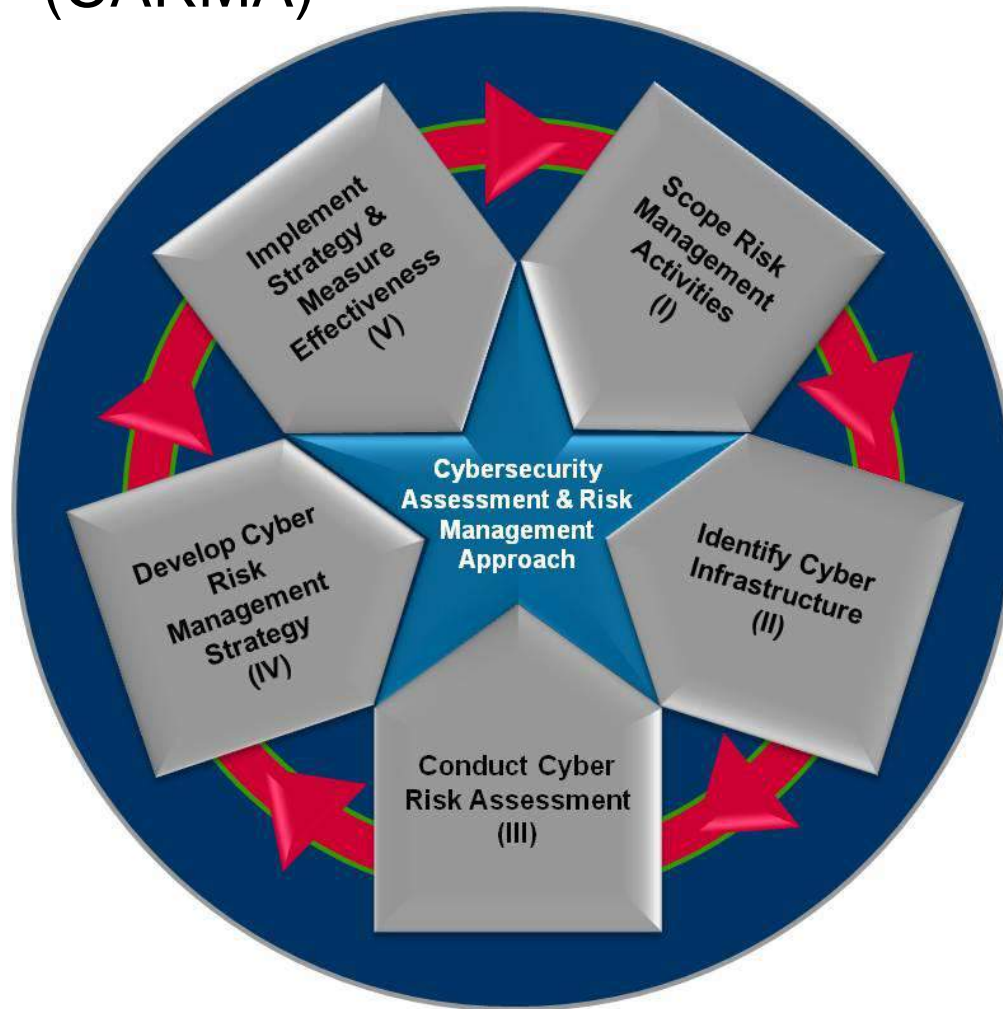 (CARMA)
Implement
Strategy &
Measure
Effectiveness
(V)
Scope Risk
Management
Activities
(I)
Cybersecurity
Assessment & Risk
Management
Approach
Identify Cyber
Infrastructure
(II)
Develop Cyber
Risk
Management
Strategy
(IV)
Conduct Cyber
Risk Assessment
(III)